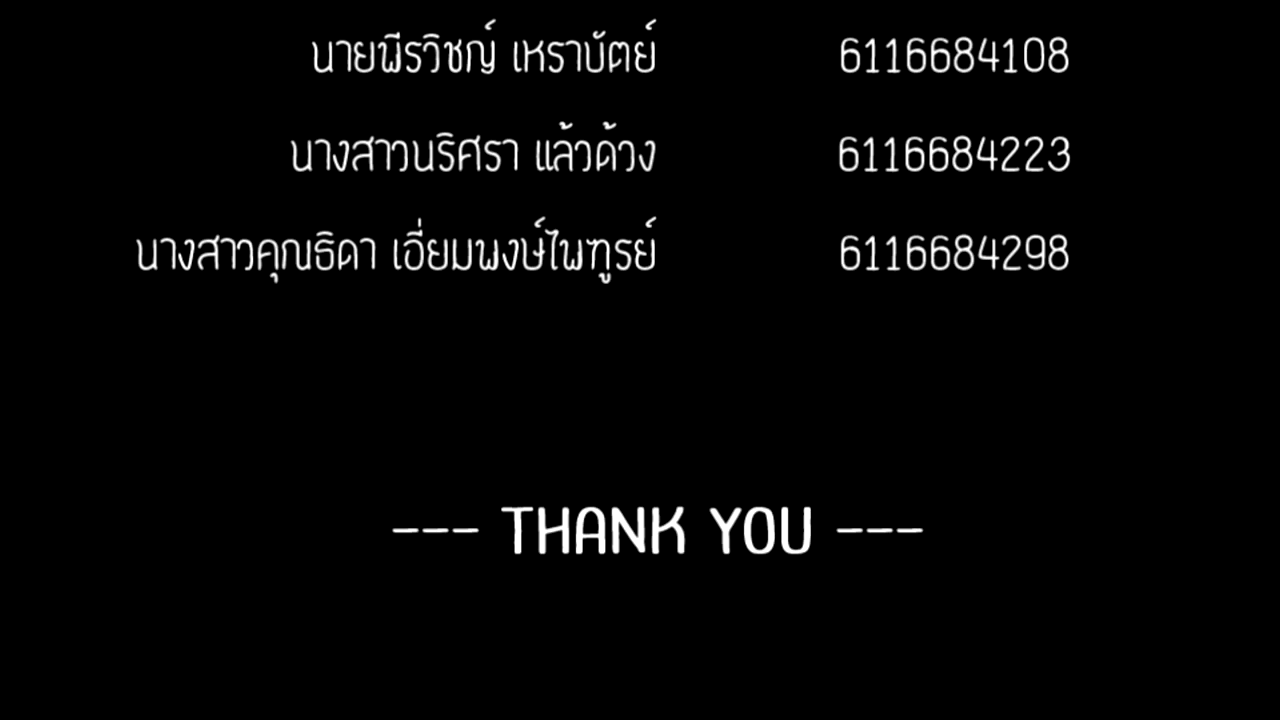 นายพีรวิชญ์ เหราบัตย์ 6116684108
นางสาวนริศรา แล้วด้วง 6116684223
นางสาวคุณธิดา เอี่ยมพงษ์ไพฑูรย์ 6116684298
--- THANK YOU ---